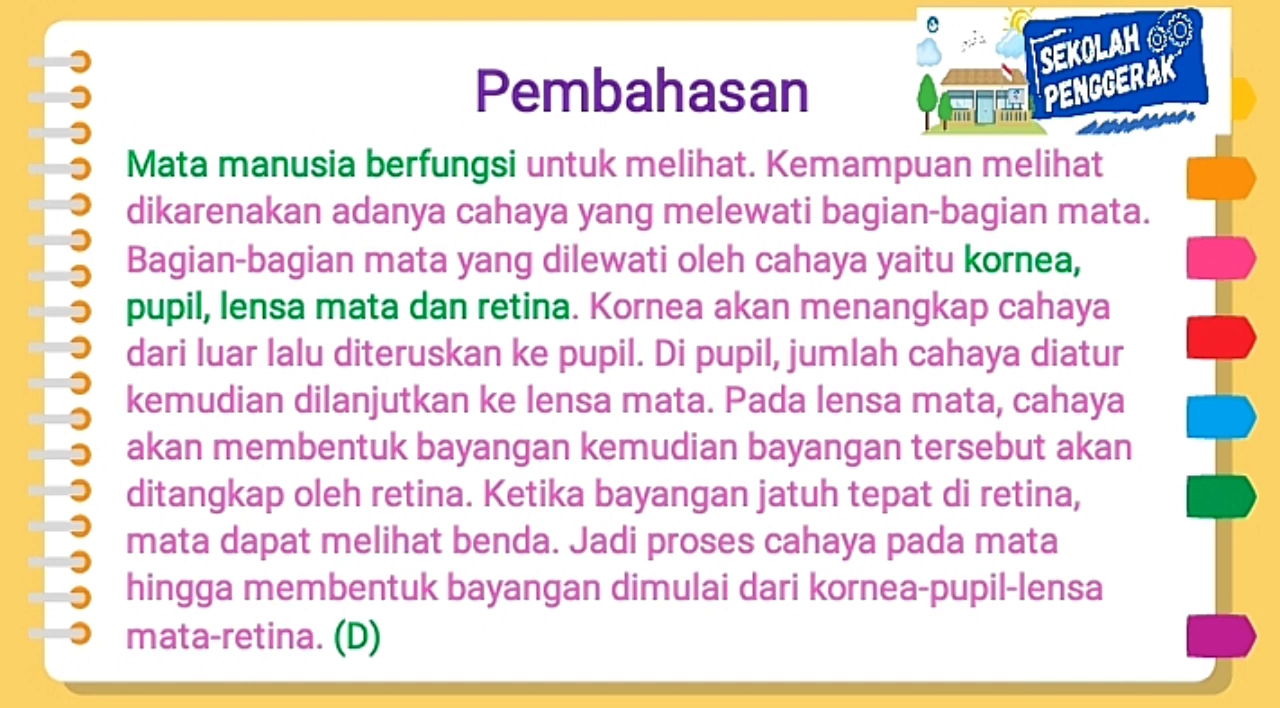 Pembahasan
SEKOLAH
PENGGERAK
Mata manusia berfungsi untuk melihat. Kemampuan melihat
dikarenakan adanya cahaya yang melewati bagian-bagian mata.
Bagian-bagian mata yang dilewati oleh cahaya yaitu kornea,
pupil, lensa mata dan retina. Kornea akan menangkap cahaya
dari luar lalu diteruskan ke pupil. Di pupil, jumlah cahaya diatur
kemudian dilanjutkan ke lensa mata. Pada lensa mata, cahaya
akan membentuk bayangan kemudian bayangan tersebut akan
ditangkap oleh retina. Ketika bayangan jatuh tepat di retina,
mata dapat melihat benda. Jadi proses cahaya pada mata
hingga membentuk bayangan dimulai dari kornea-pupil-lensa
mata-retina. (D)